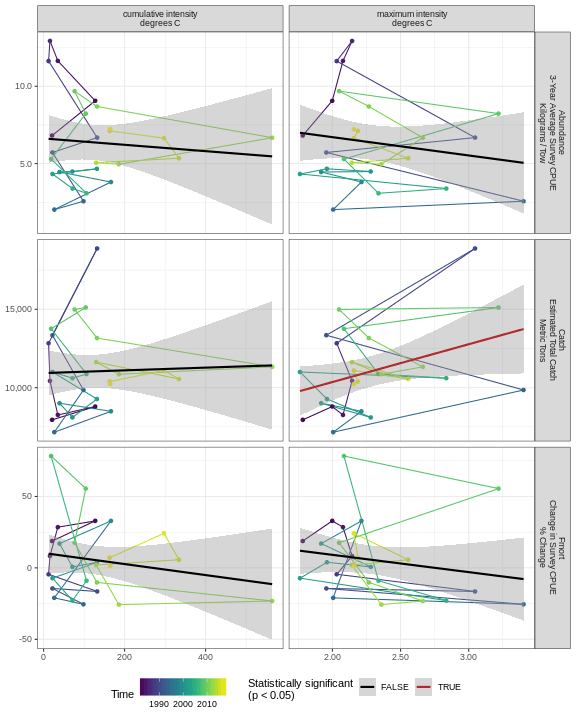 cumulative intensity
degrees C
maximum intensity
degrees C
10.0
5.0
Abundance
3-Year Average Survey CPUE
Kilograms / Tow
15,000
10,000
Catch
Estimated Total Catch
Metric Tons
50
0
-50
Fmort
Change in Survey CPUE
% Change
0
200
400
2.00
2.50
3.00
Time
1990 2000 2010
Statistically significant
(p < 0.05)
FALSE
TRUE